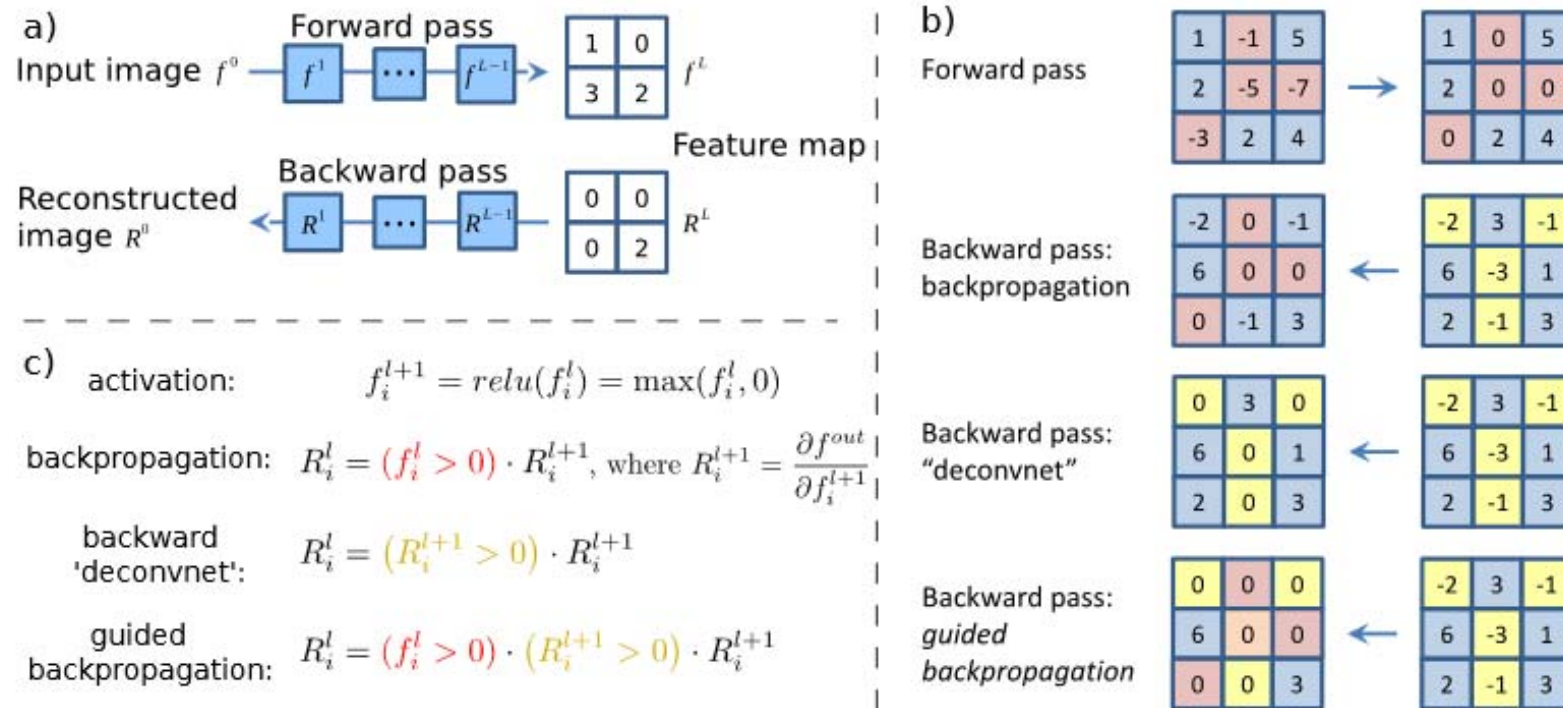 a)
Forward pass
Input image f^0
f^1
...
f^{L-1}
1 0
3 2
f^L
Feature map
Backward pass
Reconstructed
image R^0
R^1
...
R^{L-1}
0 0
0 2
R^L
c)
activation: f_i^{l+1} = relu(f_i^l) = max(f_i^l, 0)
backpropagation: R_i^l = (f_i^l > 0) · R_i^{l+1}, where R_i^{l+1} = ∂f^{out} / ∂f_i^{l+1}
backward
'deconvnet': R_i^l = (R_i^{l+1} > 0) · R_i^{l+1}
guided
backpropagation: R_i^l = (f_i^l > 0) · (R_i^{l+1} > 0) · R_i^{l+1}
b)
Forward pass
1 -1 5
2 -5 -7
-3 2 4
1 0 5
2 0 0
0 2 4
Backward pass:
backpropagation
-2 0 -1
6 0 0
0 -1 3
-2 3 -1
6 -3 1
2 -1 3
Backward pass:
“deconvnet”
0 3 0
6 0 1
2 0 3
-2 3 -1
6 -3 1
2 -1 3
Backward pass:
guided
backpropagation
0 0 0
6 0 0
0 0 3
-2 3 -1
6 -3 1
2 -1 3